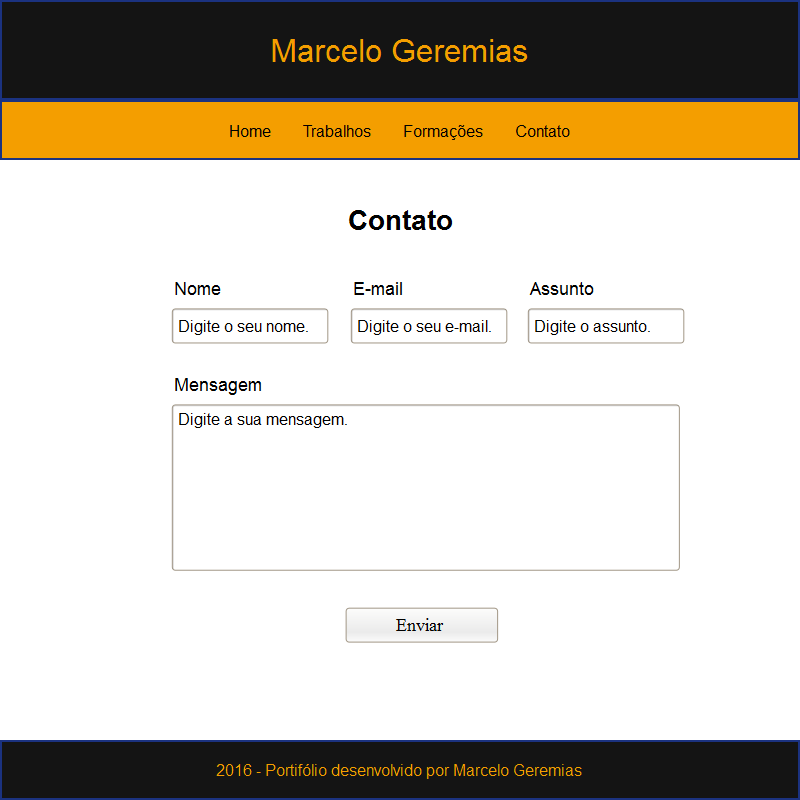 Marcelo Geremias
Home Trabalhos Formações Contato
Contato
Nome E-mail Assunto
Digite o seu nome. Digite o seu e-mail. Digite o assunto.
Mensagem
Digite a sua mensagem.
Enviar
2016 - Portifólio desenvolvido por Marcelo Geremias